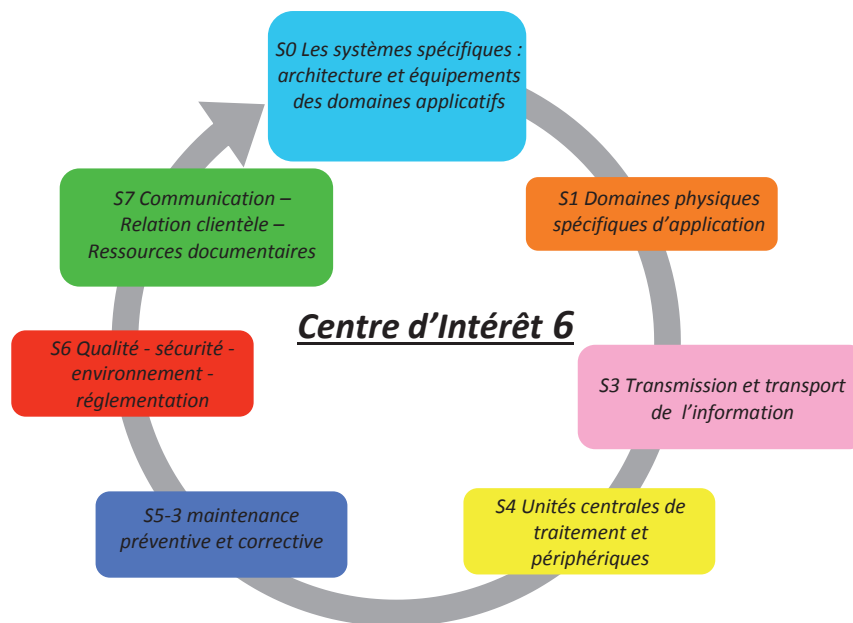 S0 Les systèmes spécifiques :
architecture et équipements
des domaines applicatifs
S1 Domaines physiques
spécifiques d’application
S3 Transmission et transport
de l’information
S4 Unités centrales de
traitement et
périphériques
S5-3 maintenance
préventive et corrective
S6 Qualité - sécurité -
environnement -
réglementation
S7 Communication –
Relation clientèle –
Ressources documentaires
Centre d’Intérêt 6